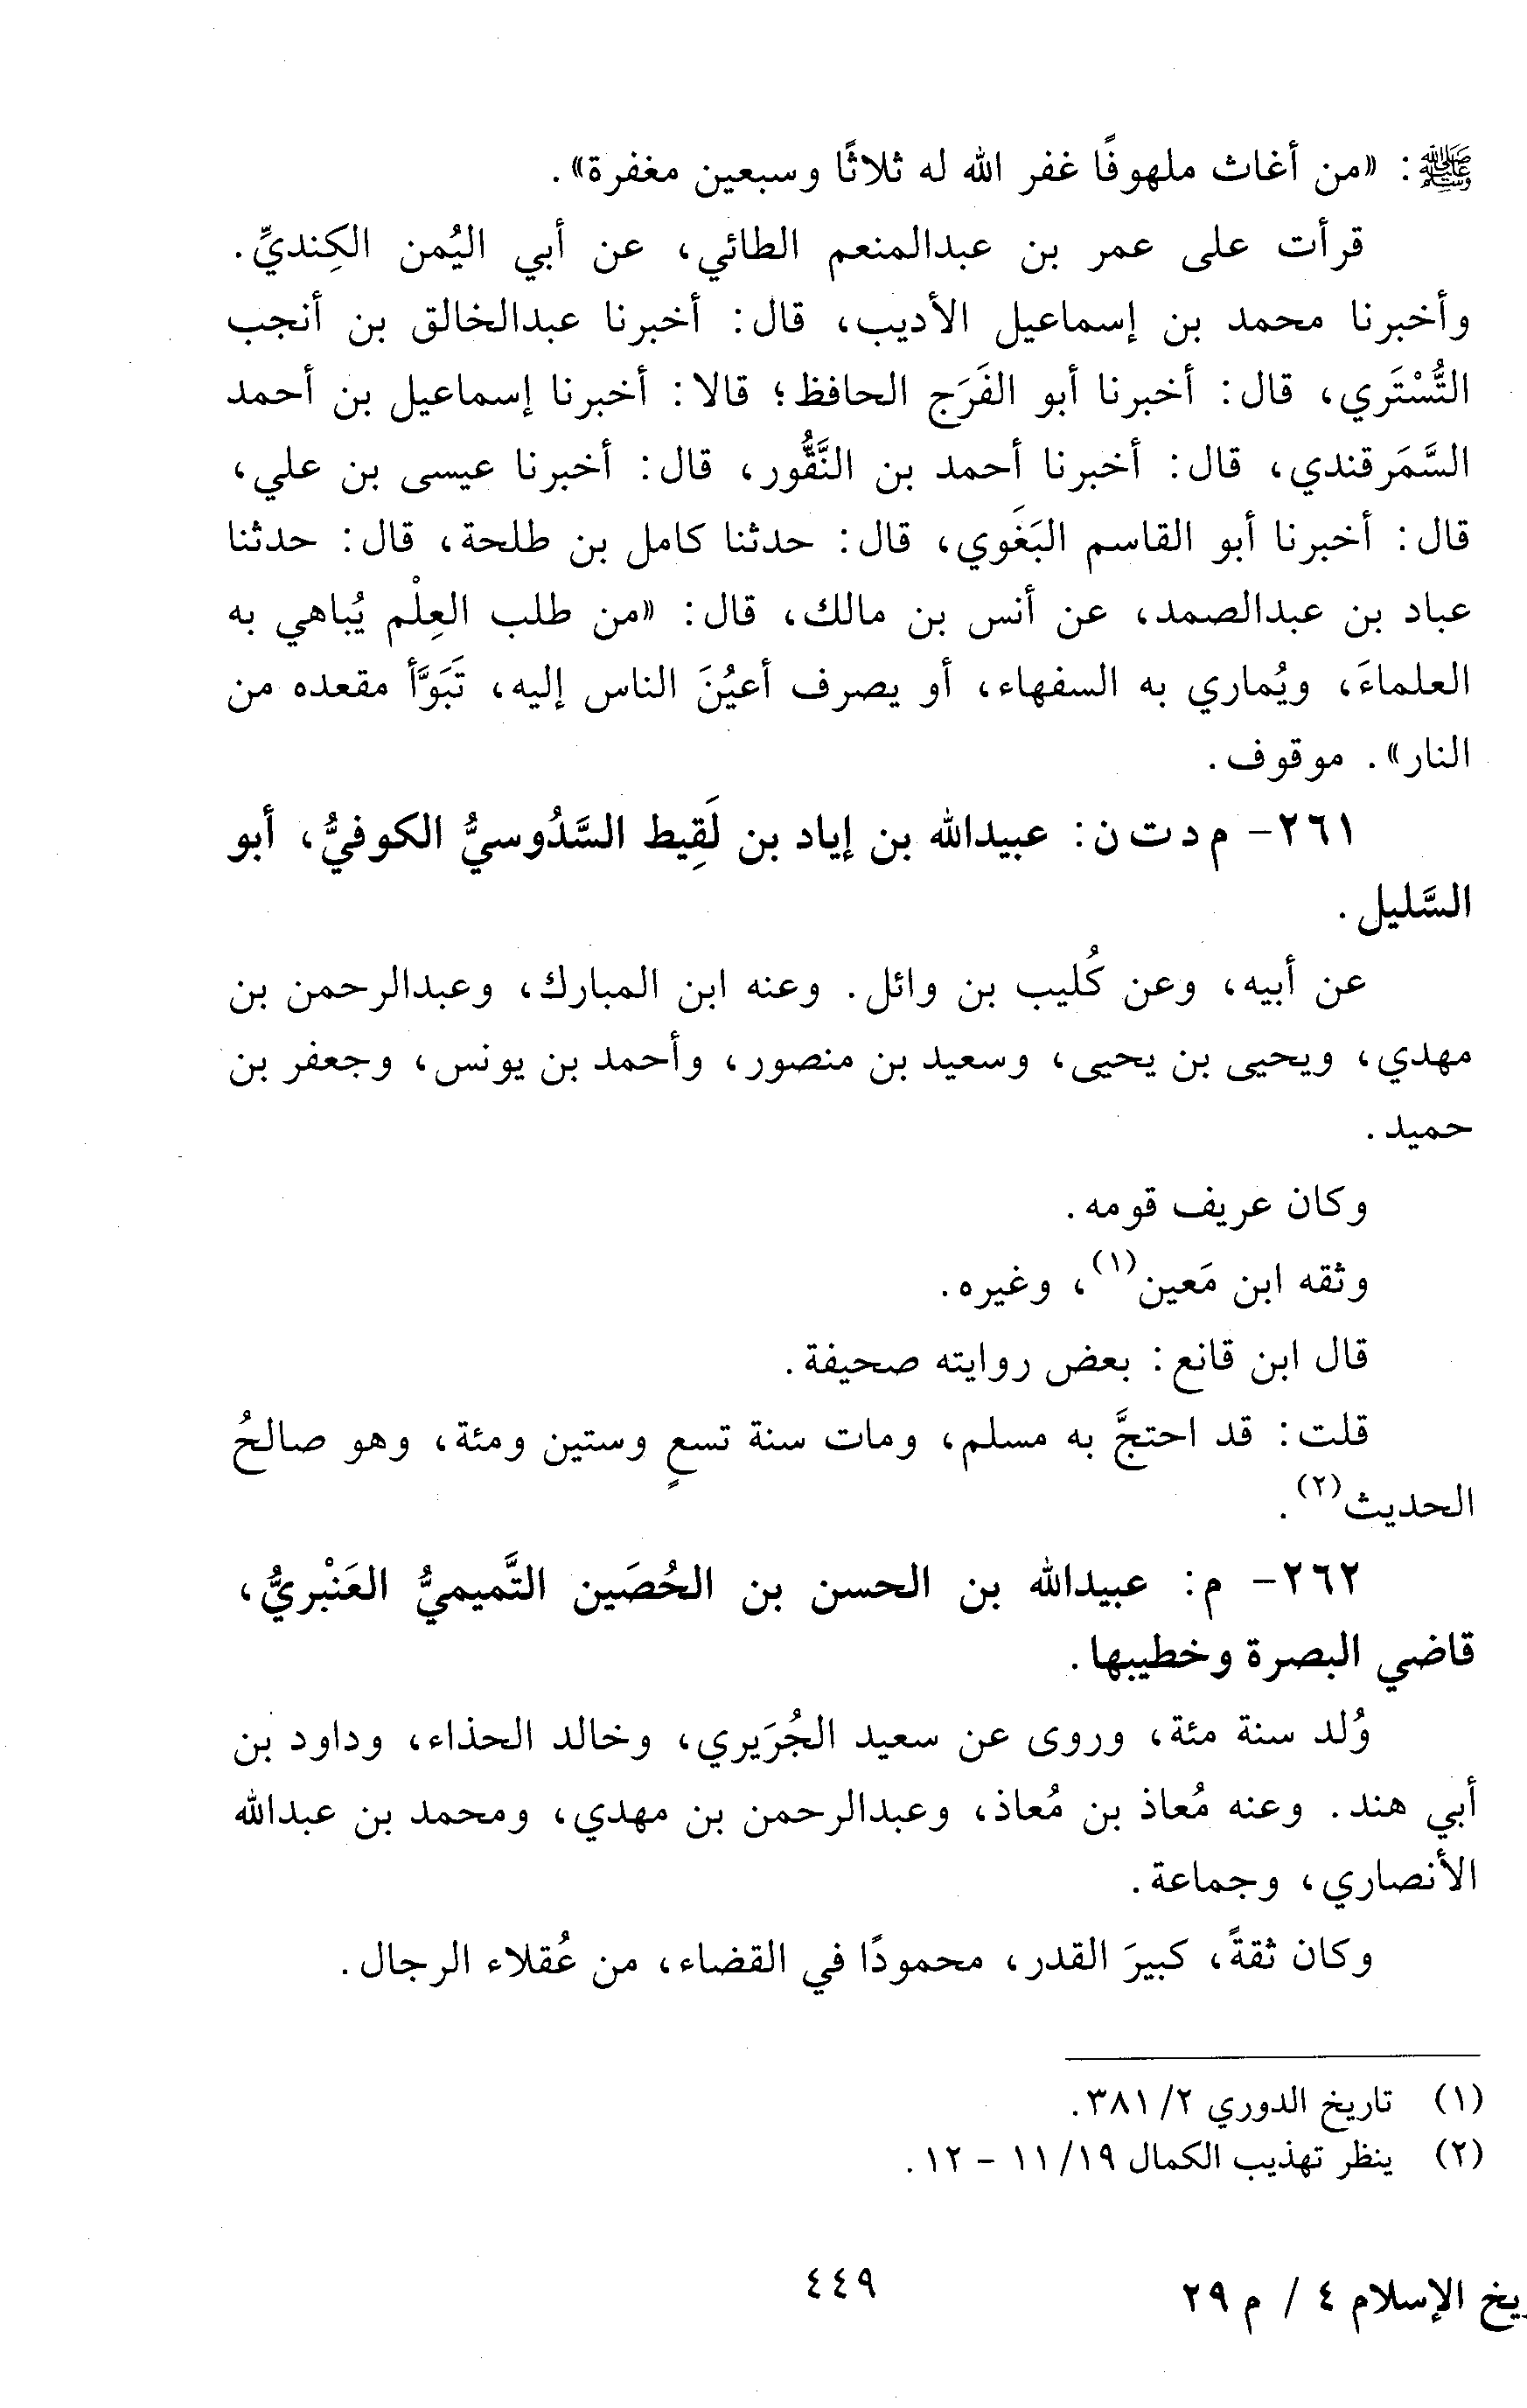 ﷺ: «من أغاث ملهوفًا غفر الله له ثلاثًا وسبعين مغفرة».
قرأت على عمر بن عبدالمنعم الطائي، عن أبي اليُمن الكِنديِّ.
وأخبرنا محمد بن إسماعيل الأديب، قال: أخبرنا عبدالخالق بن أنجب
التُّسْتَري، قال: أخبرنا أبو الفَرَج الحافظ؛ قالا: أخبرنا إسماعيل بن أحمد
السَّمَرقندي، قال: أخبرنا أحمد بن النَّقُّور، قال: أخبرنا عيسى بن علي،
قال: أخبرنا أبو القاسم البَغَوي، قال: حدثنا كامل بن طلحة، قال: حدثنا
عباد بن عبدالصمد، عن أنس بن مالك، قال: «من طلب العِلْم يُباهي به
العلماءَ، ويُماري به السفهاء، أو يصرف أعيُنَ الناس إليه، تَبَوَّأ مقعده من
النار». موقوف.
٢٦١- م د ت ن: عبيدالله بن إياد بن لَقِيط السَّدُوسيُّ الكوفيُّ، أبو
السَّليل.
عن أبيه، وعن كُليب بن وائل. وعنه ابن المبارك، وعبدالرحمن بن
مهدي، ويحيى بن يحيى، وسعيد بن منصور، وأحمد بن يونس، وجعفر بن
حميد.
وكان عريف قومه.
وثقه ابن مَعين(١)، وغيره.
قال ابن قانع: بعض روايته صحيفة.
قلت: قد احتجَّ به مسلم، ومات سنة تسعٍ وستين ومئة، وهو صالحُ
الحديث(٢).
٢٦٢- م: عبيدالله بن الحسن بن الحُصَين التَّميميُّ العَنْبريُّ،
قاضي البصرة وخطيبها.
وُلد سنة مئة، وروى عن سعيد الجُرَيري، وخالد الحذاء، وداود بن
أبي هند. وعنه مُعاذ بن مُعاذ، وعبدالرحمن بن مهدي، ومحمد بن عبدالله
الأنصاري، وجماعة.
وكان ثقةً، كبيرَ القدر، محمودًا في القضاء، من عُقلاء الرجال.
(١) تاريخ الدوري ٢/ ٣٨١.
(٢) ينظر تهذيب الكمال ١٩/ ١١ - ١٢.
٤٤٩
ريخ الإسلام ٤ / م ٢٩